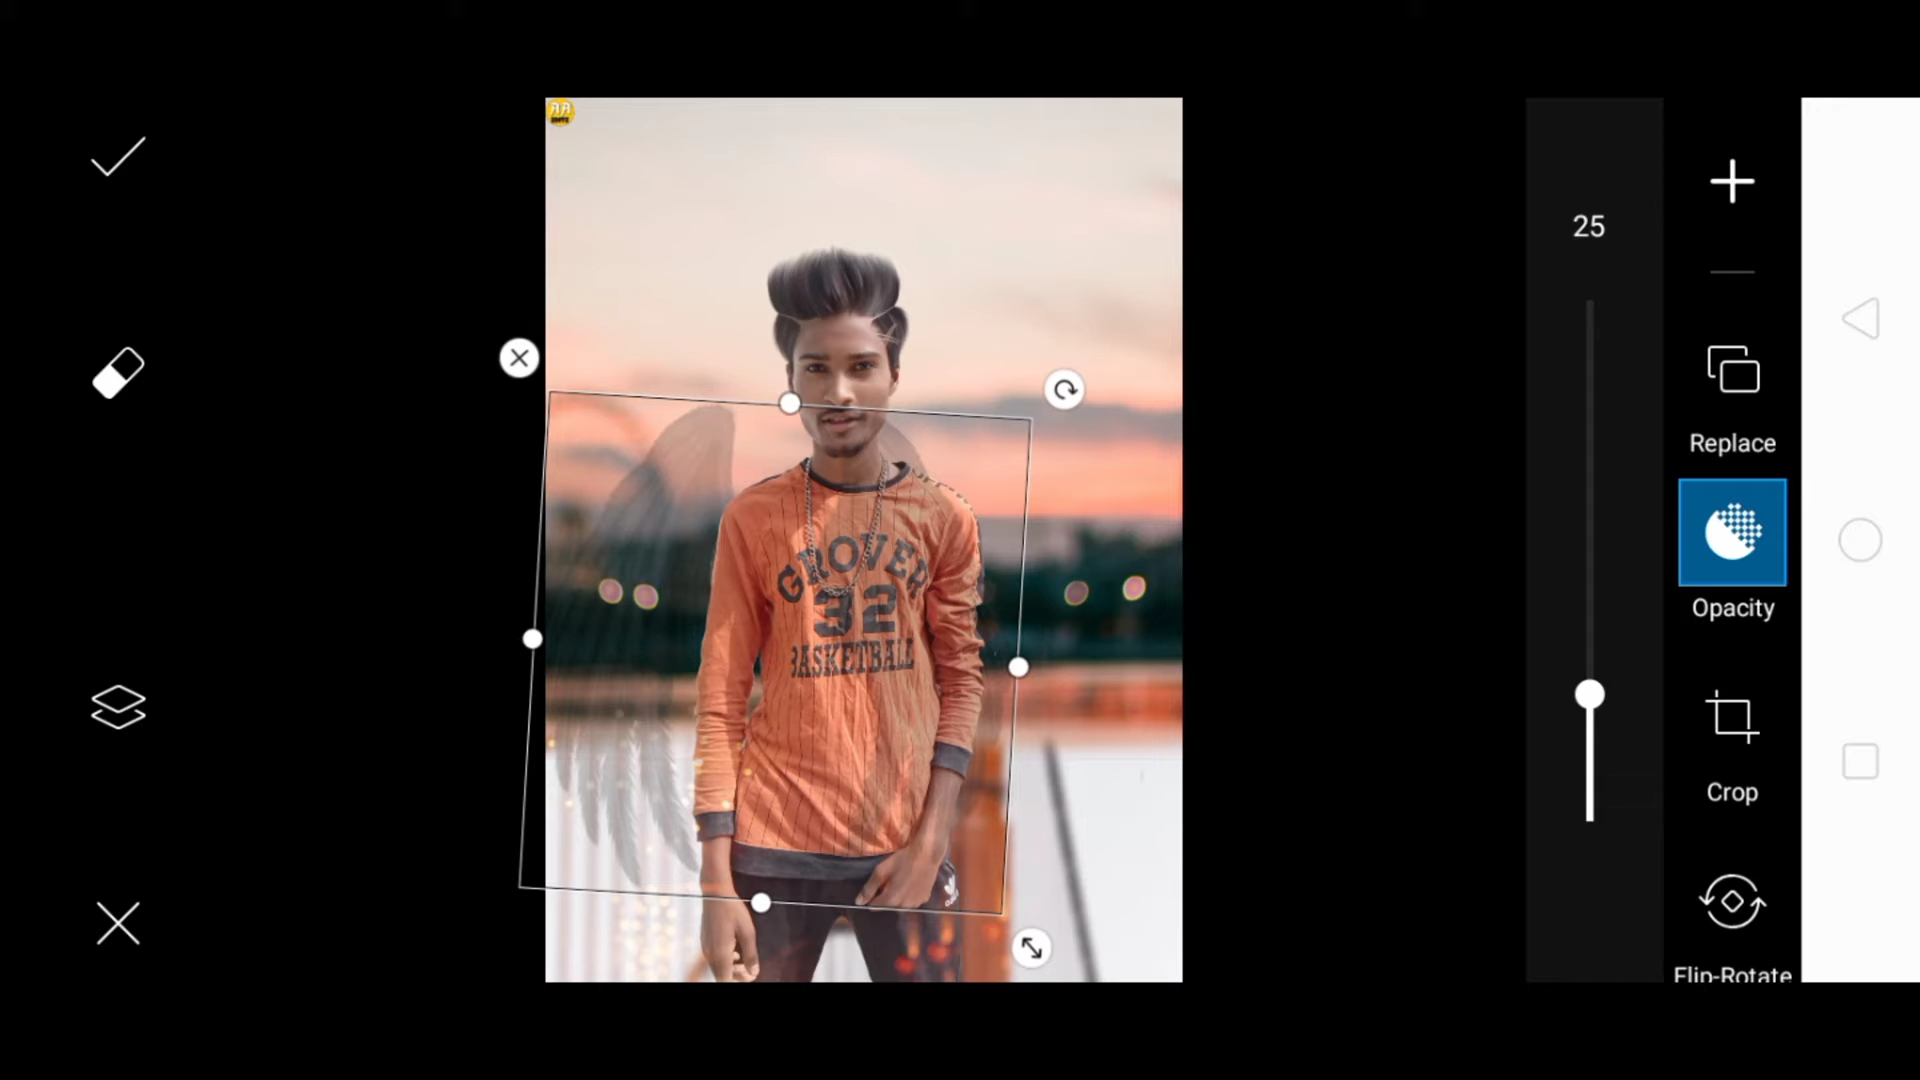 25
Replace
Opacity
Crop
Flip-Rotate
GROVER
32
BASKETBALL